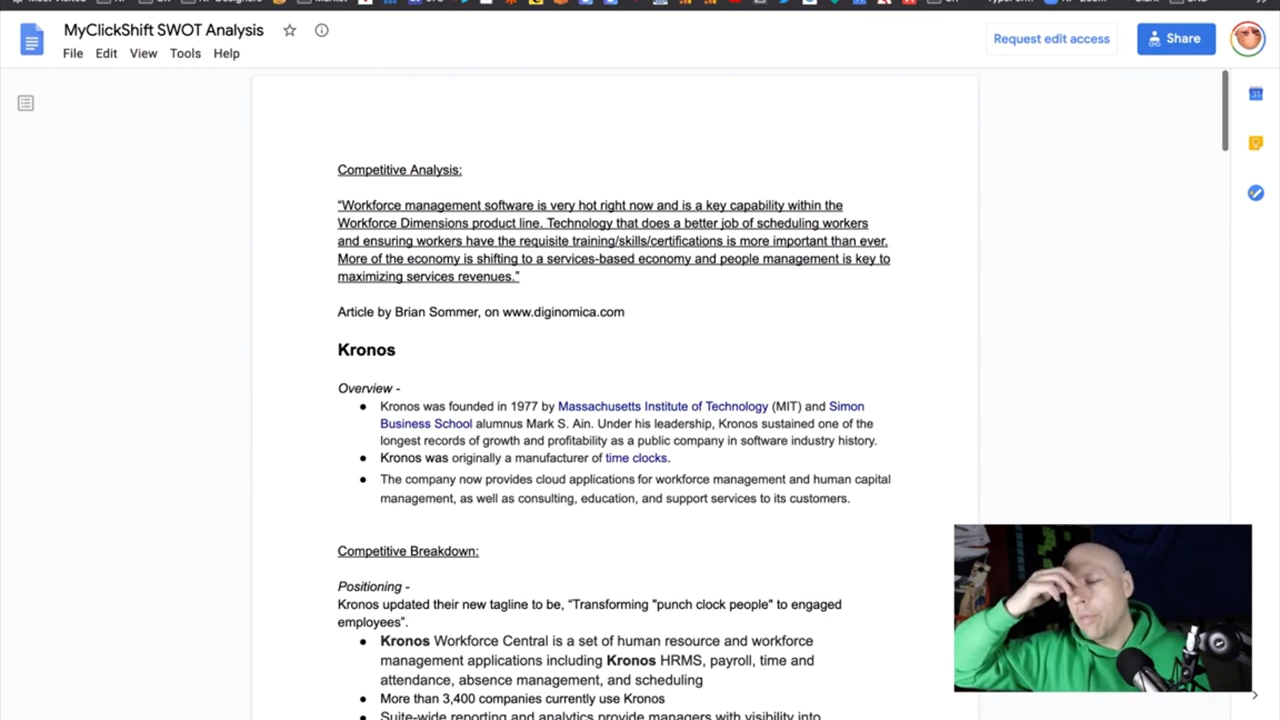 MyClickShift SWOT Analysis
File Edit View Tools Help
Request edit access
Share
Competitive Analysis:
"Workforce management software is very hot right now and is a key capability within the
Workforce Dimensions product line. Technology that does a better job of scheduling workers
and ensuring workers have the requisite training/skills/certifications is more important than ever.
More of the economy is shifting to a services-based economy and people management is key to
maximizing services revenues."
Article by Brian Sommer, on www.diginomica.com
Kronos
Overview -
● Kronos was founded in 1977 by Massachusetts Institute of Technology (MIT) and Simon
Business School alumnus Mark S. Ain. Under his leadership, Kronos sustained one of the
longest records of growth and profitability as a public company in software industry history.
● Kronos was originally a manufacturer of time clocks.
● The company now provides cloud applications for workforce management and human capital
management, as well as consulting, education, and support services to its customers.
Competitive Breakdown:
Positioning -
Kronos updated their new tagline to be, “Transforming "punch clock people" to engaged
employees”.
● Kronos Workforce Central is a set of human resource and workforce
management applications including Kronos HRMS, payroll, time and
attendance, absence management, and scheduling
● More than 3,400 companies currently use Kronos
● Suite-wide reporting and analytics provide managers with visibility into